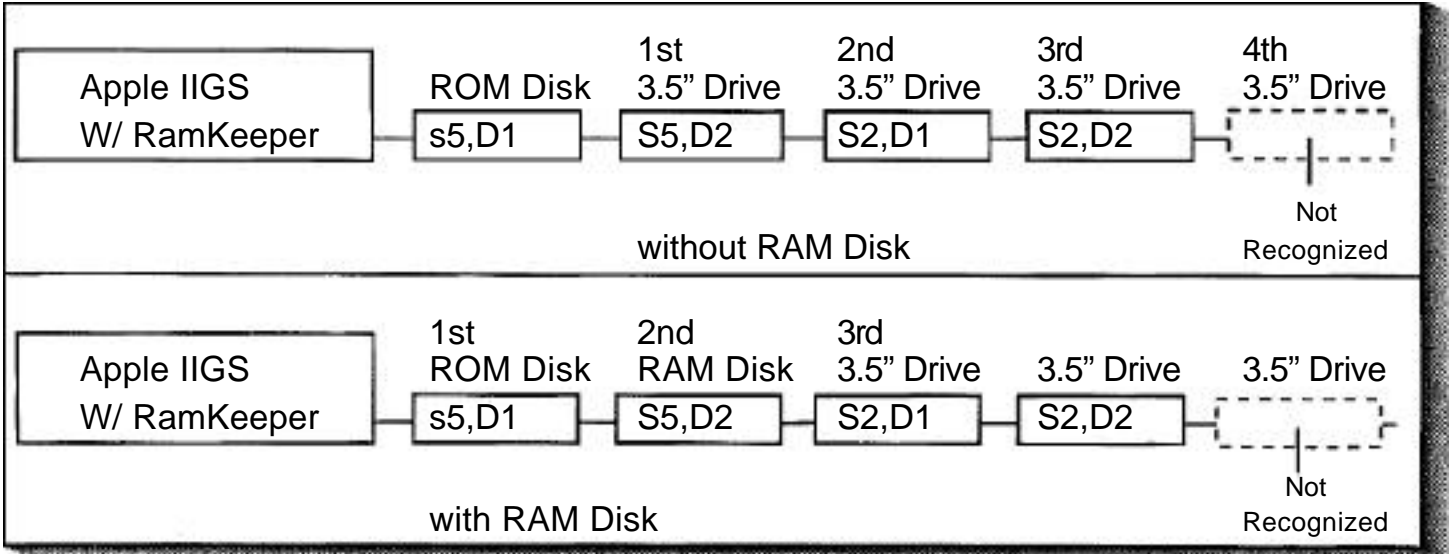 1st 2nd 3rd 4th
Apple IIGS ROM Disk 3.5” Drive 3.5” Drive 3.5” Drive 3.5” Drive
W/ RamKeeper s5,D1 S5,D2 S2,D1 S2,D2
Not
without RAM Disk Recognized
1st 2nd 3rd
Apple IIGS ROM Disk RAM Disk 3.5” Drive 3.5” Drive 3.5” Drive
W/ RamKeeper s5,D1 S5,D2 S2,D1 S2,D2
Not
with RAM Disk Recognized